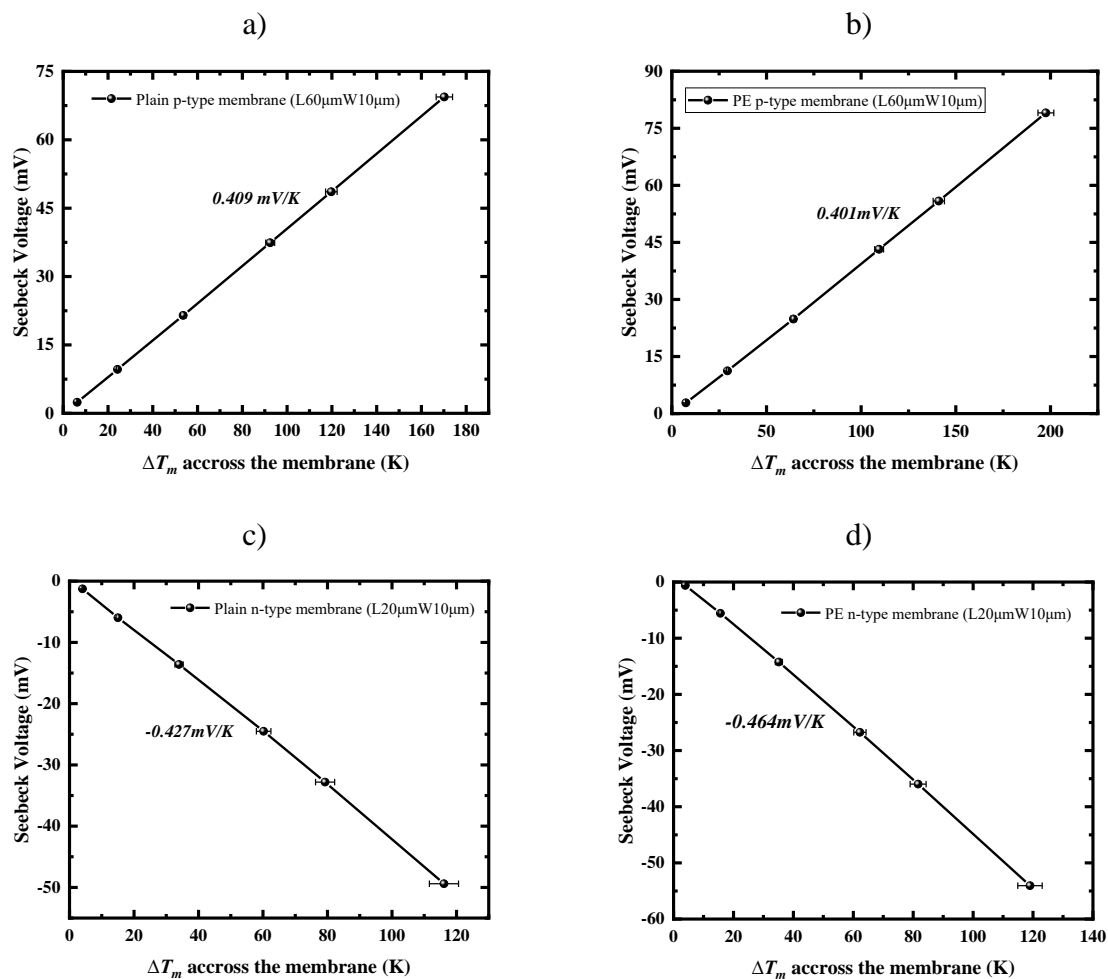 a)
75
60
45
30
15
0
Seebeck Voltage (mV)
Plain p-type membrane (L60μmW10μm)
0.409 mV/K
0 20 40 60 80 100 120 140 160 180
ΔTm accross the membrane (K)
b)
90
75
60
45
30
15
0
Seebeck Voltage (mV)
PE p-type membrane (L60μmW10μm)
0.401mV/K
0 50 100 150 200
ΔTm accross the membrane (K)
c)
0
-10
-20
-30
-40
-50
Seebeck Voltage (mV)
Plain n-type membrane (L20μmW10μm)
-0.427mV/K
0 20 40 60 80 100 120
ΔTm accross the membrane (K)
d)
0
-10
-20
-30
-40
-50
-60
Seebeck Voltage (mV)
PE n-type membrane (L20μmW10μm)
-0.464mV/K
0 20 40 60 80 100 120 140
ΔTm accross the membrane (K)